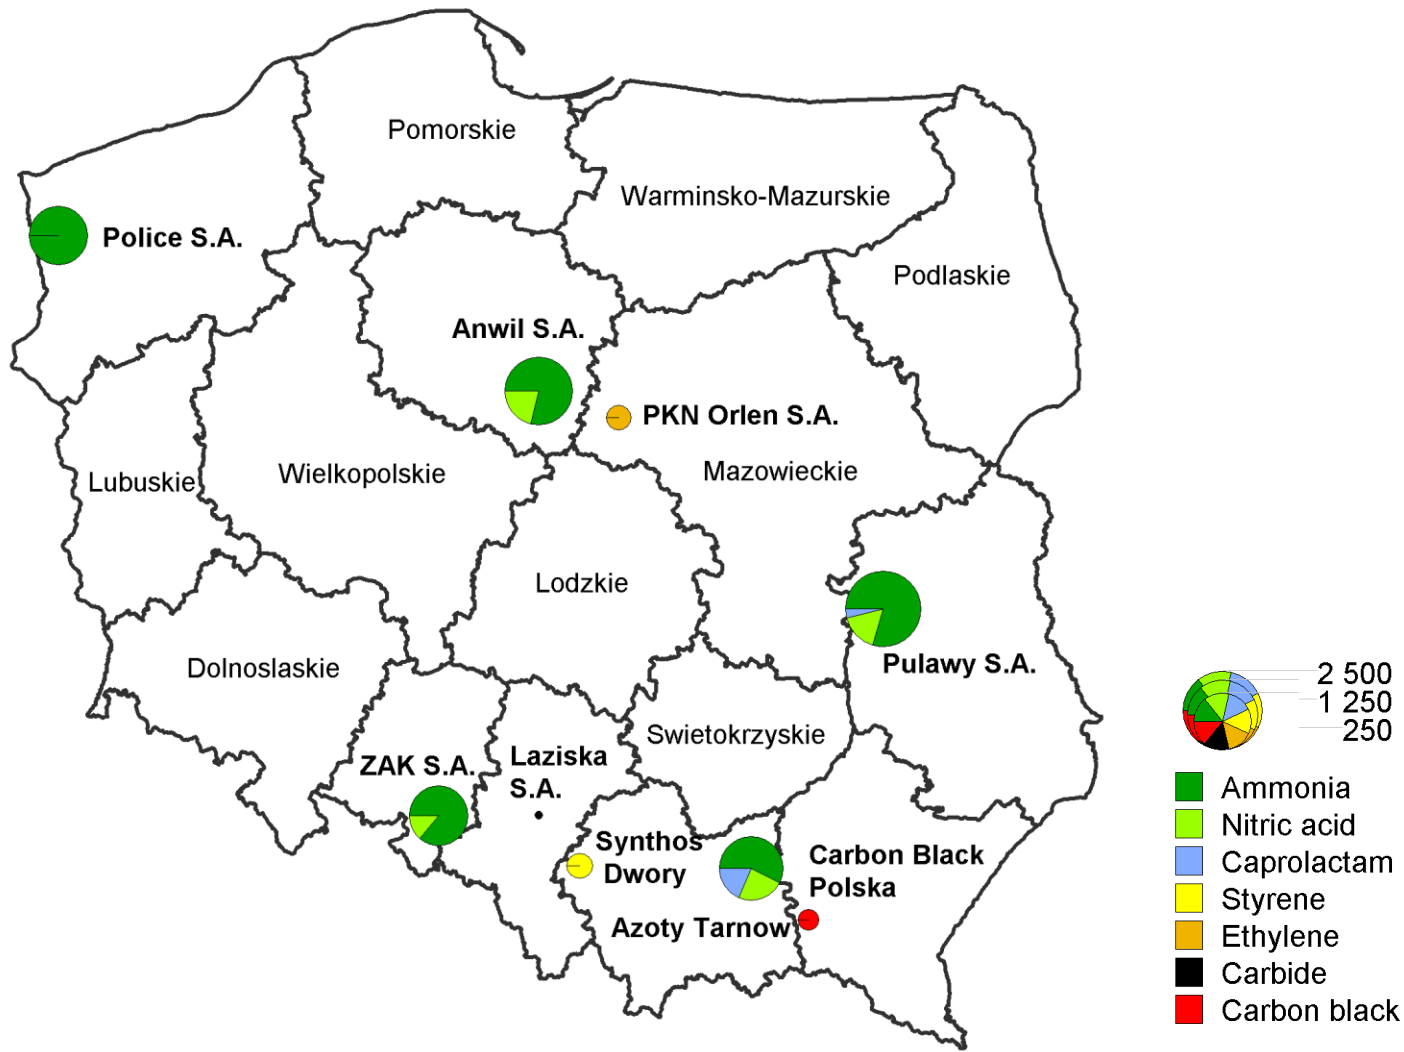 Pomorskie
Warminsko-Mazurskie
Police S.A.
Podlaskie
Anwil S.A.
PKN Orlen S.A.
Mazowieckie
Wielkopolskie
Lubuskie
Lodzkie
Dolnoslaskie
Pulawy S.A.
Swietokrzyskie
ZAK S.A.
Laziska
S.A.
Synthos
Dwory
Carbon Black
Polska
Azoty Tarnow
2 500
1 250
250
Ammonia
Nitric acid
Caprolactam
Styrene
Ethylene
Carbide
Carbon black